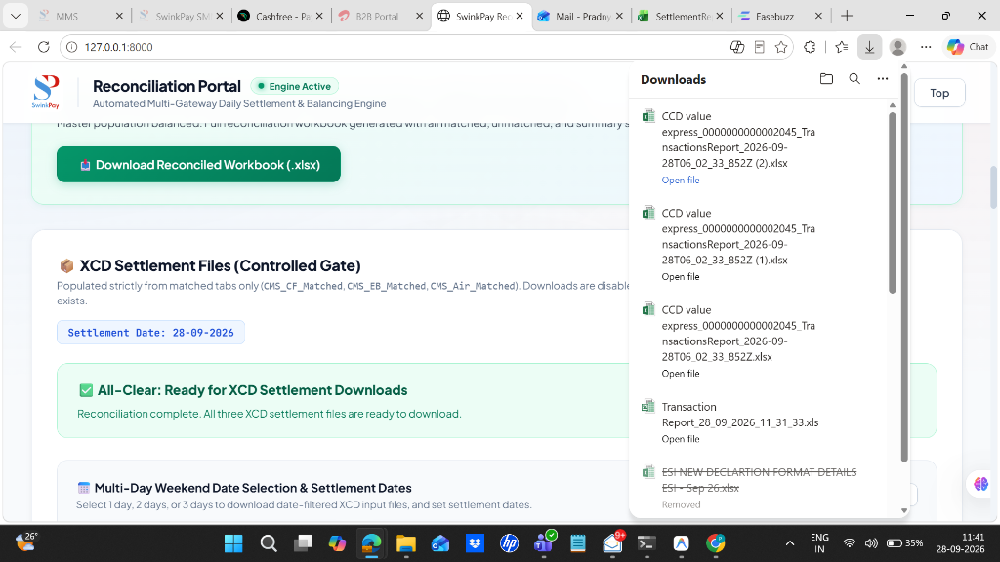 MMS
SwinkPay SM
Cashfree - Pa
B2B Portal
SwinkPay Rec
Mail - Pradny
SettlementRe
Easebuzz
127.0.0.1:8000
Chat
SwinkPay
Reconciliation Portal
Engine Active
Automated Multi-Gateway Daily Settlement & Balancing Engine
Top
Master population balanced. Full reconciliation workbook generated with all matched, unmatched, and summary s
Download Reconciled Workbook (.xlsx)
XCD Settlement Files (Controlled Gate)
Populated strictly from matched tabs only (CMS_CF_Matched, CMS_EB_Matched, CMS_Air_Matched). Downloads are disable
exists.
Settlement Date: 28-09-2026
All-Clear: Ready for XCD Settlement Downloads
Reconciliation complete. All three XCD settlement files are ready to download.
Multi-Day Weekend Date Selection & Settlement Dates
Select 1 day, 2 days, or 3 days to download date-filtered XCD input files, and set settlement dates.
Downloads
CCD value
express_0000000000002045_Tra
nsactionsReport_2026-09-
28T06_02_33_852Z (2).xlsx
Open file
CCD value
express_0000000000002045_Tra
nsactionsReport_2026-09-
28T06_02_33_852Z (1).xlsx
Open file
CCD value
express_0000000000002045_Tra
nsactionsReport_2026-09-
28T06_02_33_852Z.xlsx
Open file
Transaction
Report_28_09_2026_11_31_33.xls
Open file
ESI NEW DECLARTION FORMAT DETAILS
ESI - Sep 26.xlsx
Removed
26°
9+
ENG
IN
35%
11:41
28-09-2026